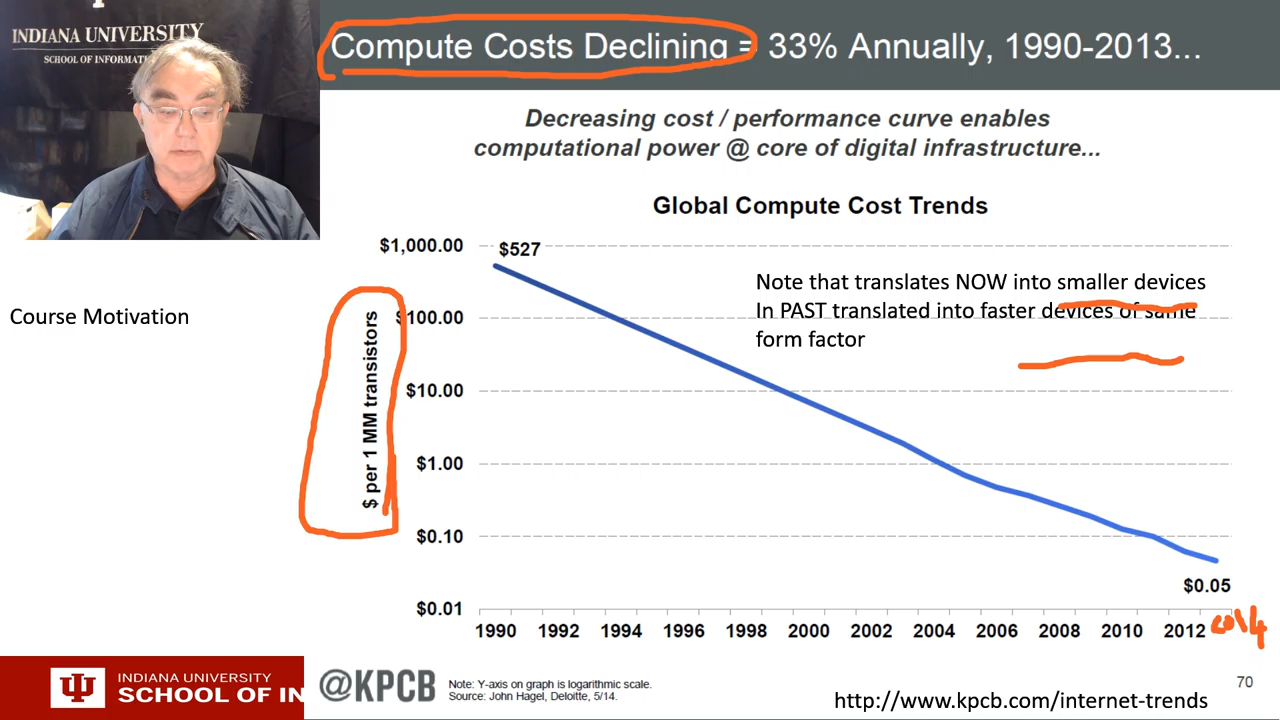 INDIANA UNIVERSITY
SCHOOL OF INFORMATI
Compute Costs Declining = 33% Annually, 1990-2013...
Decreasing cost / performance curve enables
computational power @ core of digital infrastructure...
Global Compute Cost Trends
$ per 1 MM transistors
$1,000.00
$100.00
$10.00
$1.00
$0.10
$0.01
$527
Note that translates NOW into smaller devices
In PAST translated into faster devices of same
form factor
Course Motivation
$0.05
1990 1992 1994 1996 1998 2000 2002 2004 2006 2008 2010 2012
INDIANA UNIVERSITY
SCHOOL OF IN
@KPCB
Note: Y-axis on graph is logarithmic scale.
Source: John Hagel, Deloitte, 5/14.
70
http://www.kpcb.com/internet-trends